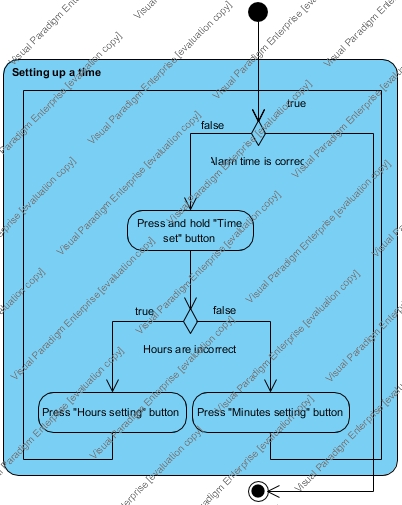 Setting up a time
true
false
Alarm time is correc
Press and hold "Time
set" button
true
false
Hours are incorrect
Press "Hours setting" button
Press "Minutes setting" button
Visual Paradigm Enterprise [evaluation copy]